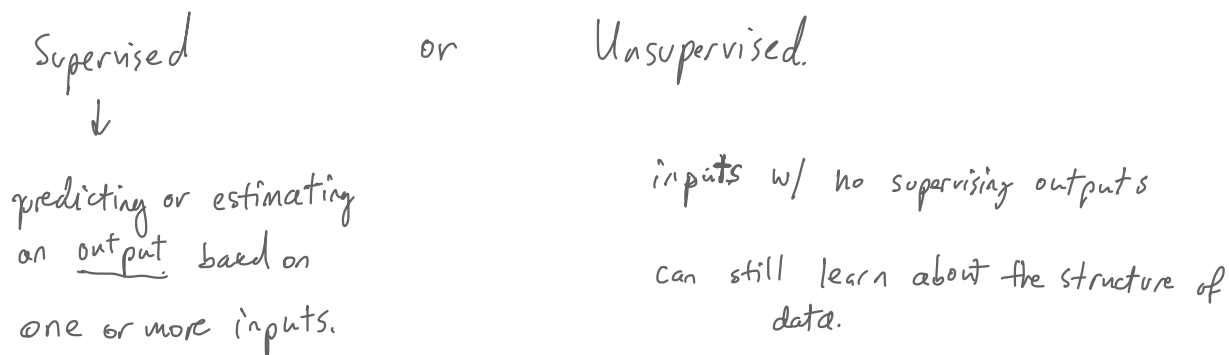 Supervised or Unsupervised.
↓
predicting or estimating
an output based on
one or more inputs.
inputs w/ no supervising outputs
can still learn about the structure of
data.